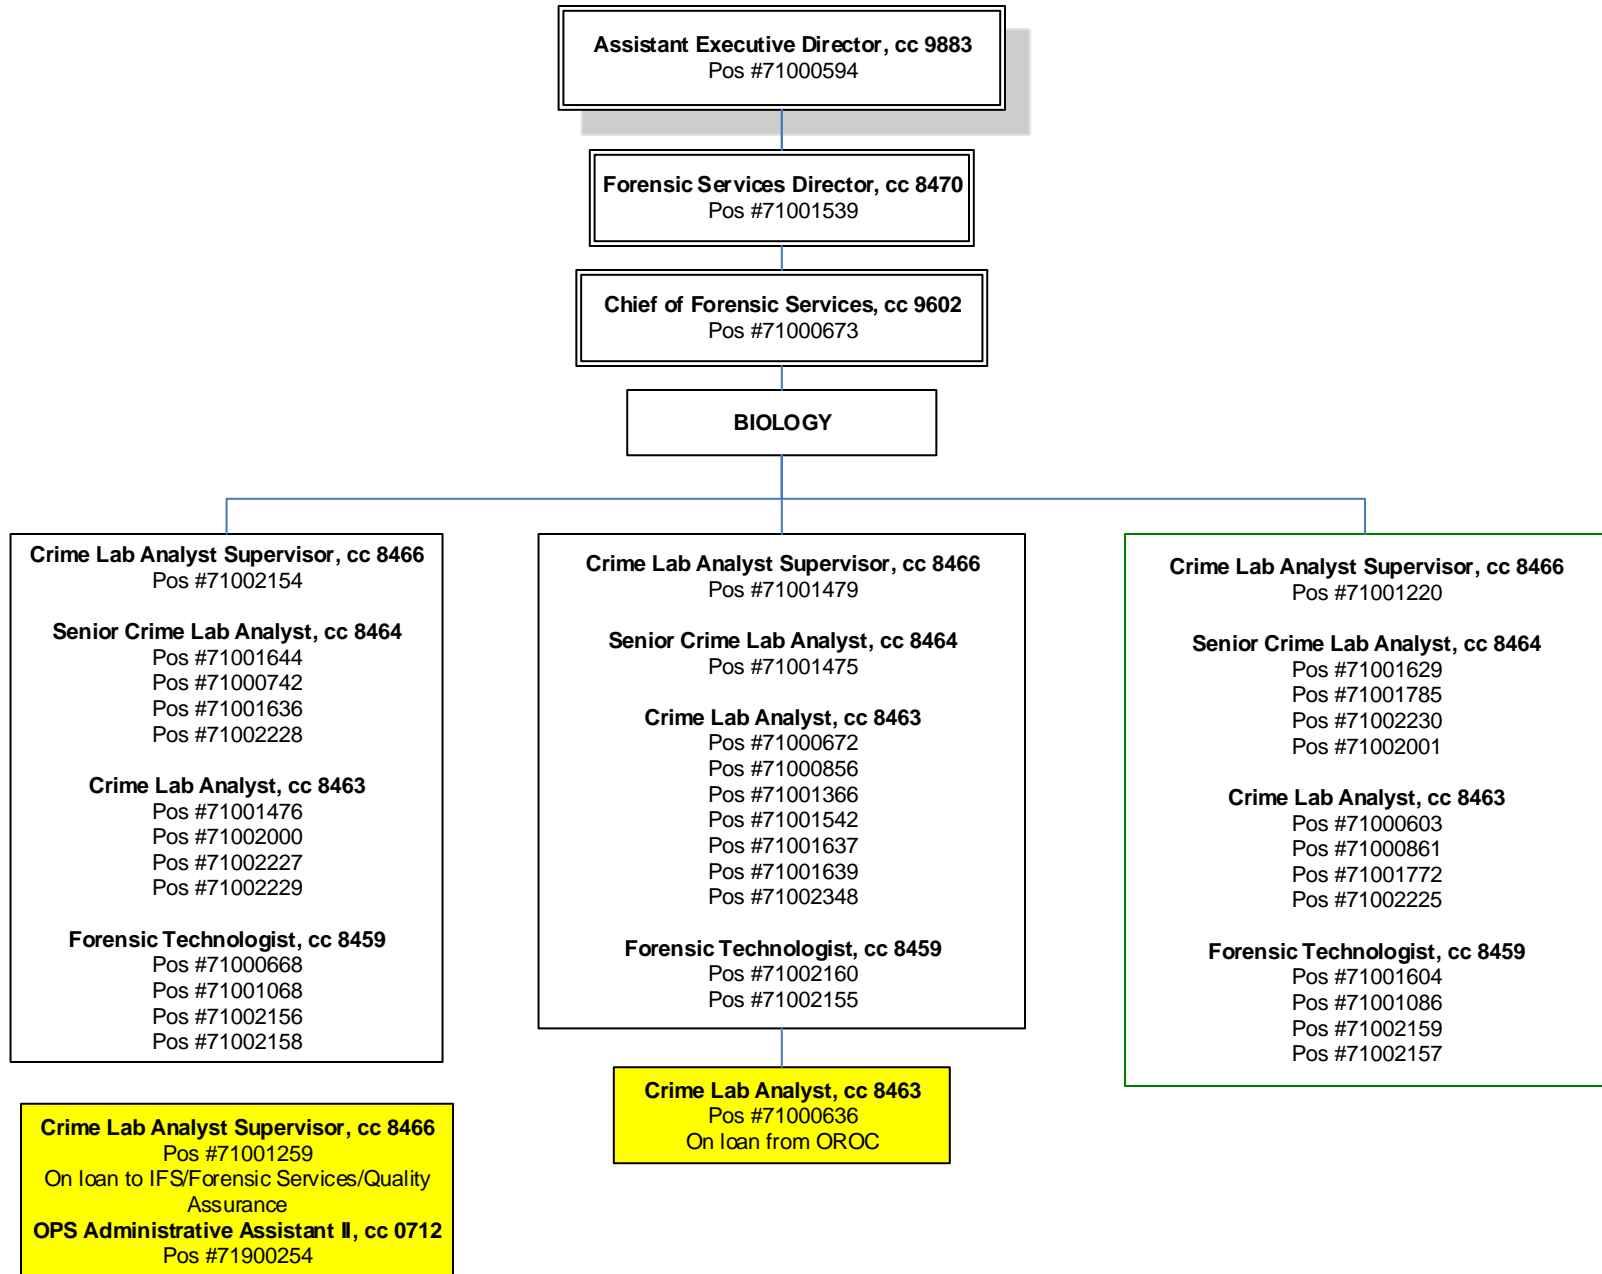 Assistant Executive Director, cc 9883
Pos #71000594
Forensic Services Director, cc 8470
Pos #71001539
Chief of Forensic Services, cc 9602
Pos #71000673
BIOLOGY
Crime Lab Analyst Supervisor, cc 8466
Pos #71002154
Senior Crime Lab Analyst, cc 8464
Pos #71001644
Pos #71000742
Pos #71001636
Pos #71002228
Crime Lab Analyst, cc 8463
Pos #71001476
Pos #71002000
Pos #71002227
Pos #71002229
Forensic Technologist, cc 8459
Pos #71000668
Pos #71001068
Pos #71002156
Pos #71002158
Crime Lab Analyst Supervisor, cc 8466
Pos #71001259
On loan to IFS/Forensic Services/Quality
Assurance
OPS Administrative Assistant II, cc 0712
Pos #71900254
Crime Lab Analyst Supervisor, cc 8466
Pos #71001479
Senior Crime Lab Analyst, cc 8464
Pos #71001475
Crime Lab Analyst, cc 8463
Pos #71000672
Pos #71000856
Pos #71001366
Pos #71001542
Pos #71001637
Pos #71001639
Pos #71002348
Forensic Technologist, cc 8459
Pos #71002160
Pos #71002155
Crime Lab Analyst, cc 8463
Pos #71000636
On loan from OROC
Crime Lab Analyst Supervisor, cc 8466
Pos #71001220
Senior Crime Lab Analyst, cc 8464
Pos #71001629
Pos #71001785
Pos #71002230
Pos #71002001
Crime Lab Analyst, cc 8463
Pos #71000603
Pos #71000861
Pos #71001772
Pos #71002225
Forensic Technologist, cc 8459
Pos #71001604
Pos #71001086
Pos #71002159
Pos #71002157